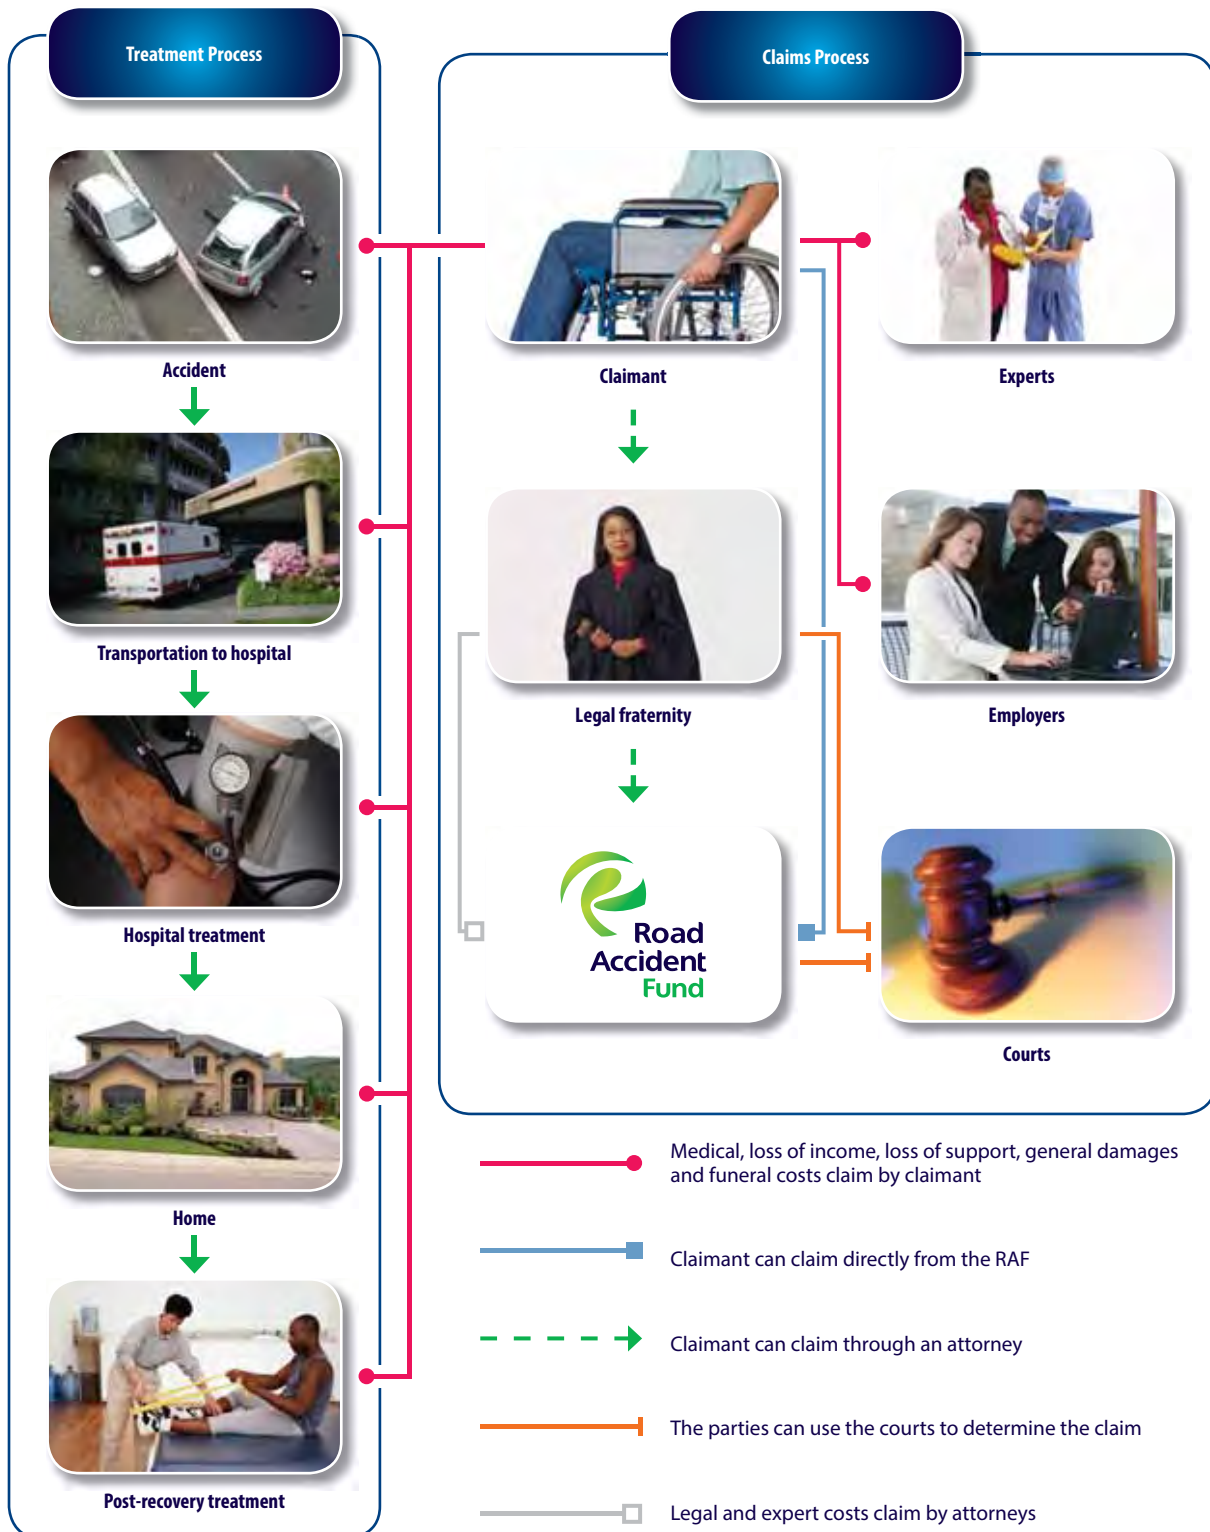 Treatment Process
Accident
Transportation to hospital
Hospital treatment
Home
Post-recovery treatment
Claims Process
Claimant
Experts
Legal fraternity
Employers
Road
Accident
Fund
Courts
Medical, loss of income, loss of support, general damages
and funeral costs claim by claimant
Claimant can claim directly from the RAF
Claimant can claim through an attorney
The parties can use the courts to determine the claim
Legal and expert costs claim by attorneys